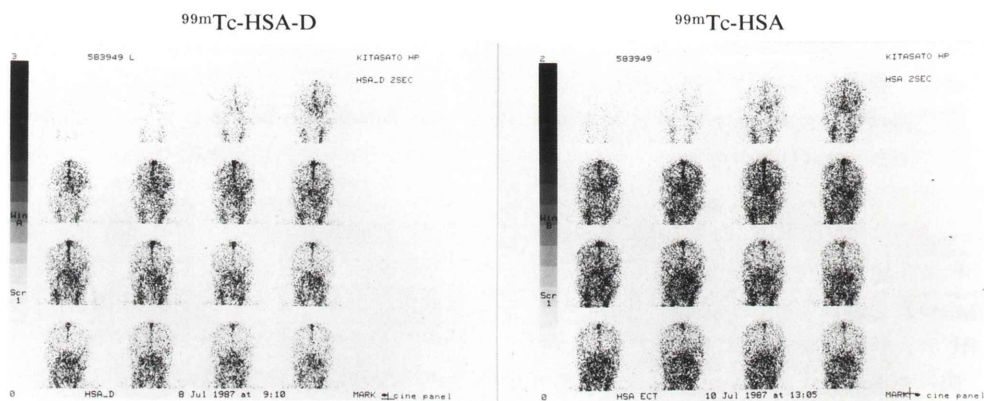 99mTc-HSA-D
99mTc-HSA
3
583949 L
KITASATO HP
HSA_D 2SEC
Win
A
Scr
1
0
HSA_D
8 Jul 1987 at 9:10
MARK
cine panel
2
583949
KITASATO HP
HSA 2SEC
Win
B
Scr
1
0
HSA ECT
10 Jul 1987 at 13:05
MARK
cine panel